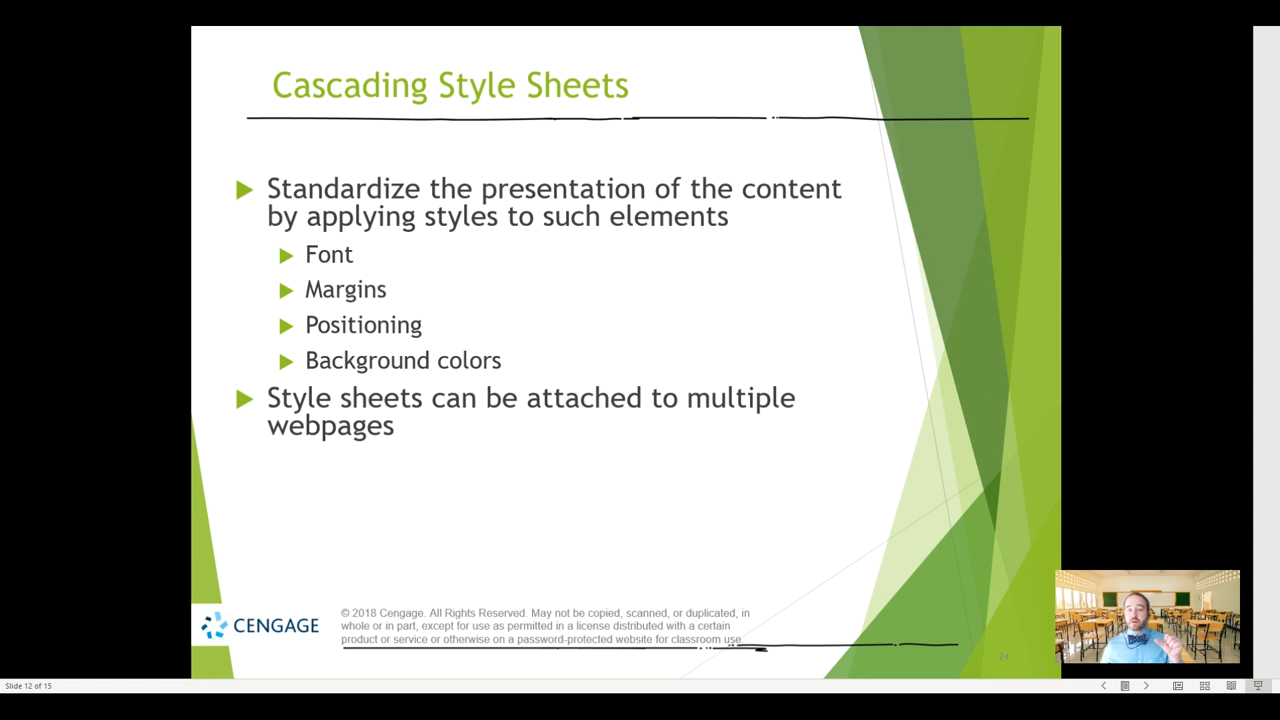 Cascading Style Sheets
Standardize the presentation of the content
by applying styles to such elements
Font
Margins
Positioning
Background colors
Style sheets can be attached to multiple
webpages
CENGAGE
© 2018 Cengage. All Rights Reserved. May not be copied, scanned, or duplicated, in
whole or in part, except for use as permitted in a license distributed with a certain
product or service or otherwise on a password-protected website for classroom use.
24
Slide 12 of 15